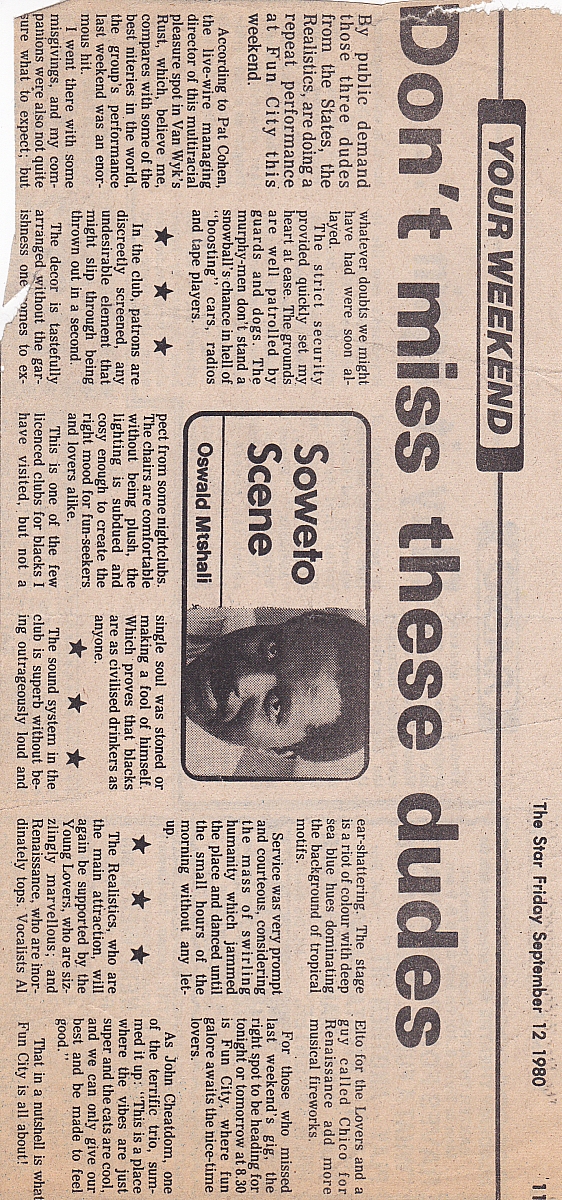 The Star Friday September 12 1980 11
YOUR WEEKEND
Don't miss these dudes
By public demand
those three dudes
from the States, the
Realistics, are doing a
repeat performance
at Fun City this
weekend.
According to Pat Cohen,
the live-wire managing
director of this multiracial
pleasure spot in Van Wyk's
Rust, which, believe me,
compares with some of the
best niteries in the world,
the group's performance
last weekend was an enor-
mous hit.
I went there with some
misgivings, and my com-
panions were also not quite
sure what to expect; but
whatever doubts we might
have had were soon al-
layed.
The strict security
provided quickly set my
heart at ease. The grounds
are well patrolled by
guards and dogs. The
murphy-men don't stand a
snowball's chance in hell of
"boosting" cars, radios
and tape players.
★ ★ ★
In the club, patrons are
discreetly screened, any
undesirable element that
might slip through being
thrown out in a second.
The decor is tastefully
arranged without the gar-
ishness one comes to ex-
Soweto
Scene
Oswald Mtshali
pect from some nightclubs.
The chairs are comfortable
without being plush, the
lighting is subdued and
cosy enough to create the
right mood for fun-seekers
and lovers alike.
This is one of the few
licenced clubs for blacks I
have visited, but not a
single soul was stoned or
making a fool of himself.
Which proves that blacks
are as civilised drinkers as
anyone.
★ ★ ★
The sound system in the
club is superb without be-
ing outrageously loud and
ear-shattering. The stage
is a riot of colour with deep
sea blue hues dominating
the background of tropical
motifs.
Service was very prompt
and courteous, considering
the mass of swirling
humanity which jammed
the place and danced until
the small hours of the
morning without any let-
up.
★ ★ ★
The Realistics, who are
the main attraction, will
again be supported by the
Young Lovers, who are siz-
zlingly marvellous; and
Renaissance, who are inor-
dinately tops. Vocalists Al
Elto for the Lovers and a
guy called Chico for
Renaissance add more
musical fireworks.
For those who missed
last weekend's gig, the
right spot to be heading for
tonight or tomorrow at 8.30
is Fun City, where fun
galore awaits the nice-time
lovers.
As John Cheatdom, one
of the terrific trio, sum-
med it up: "This is a place
where the vibes are just
super and the cats are cool,
and we can only give our
best and be made to feel
good."
That in a nutshell is what
Fun City is all about!